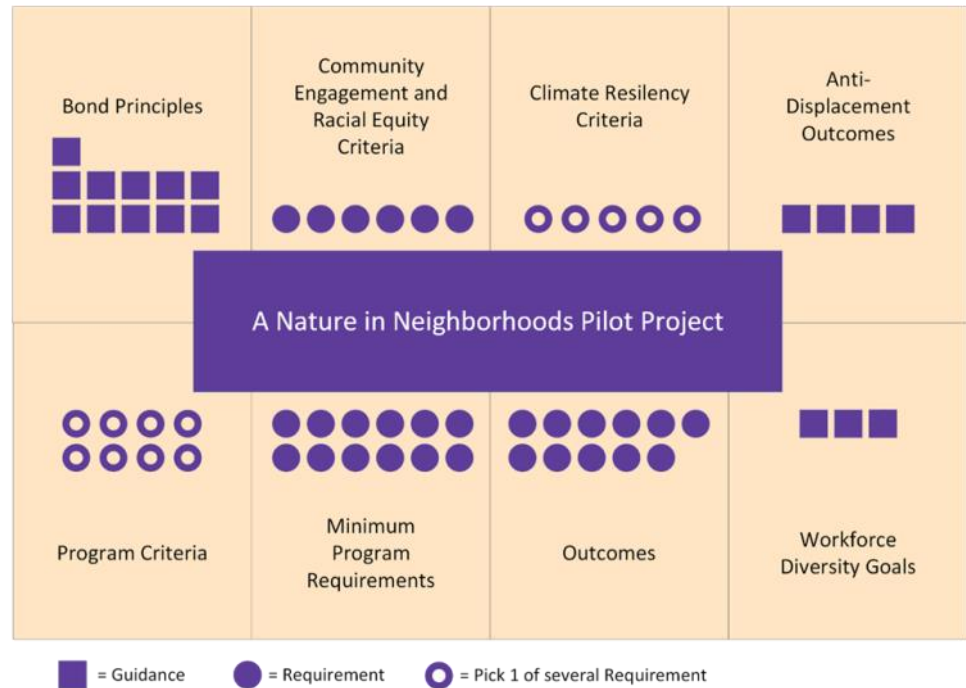 Bond Principles
Community
Engagement and
Racial Equity
Criteria
Climate Resilency
Criteria
Anti-
Displacement
Outcomes
A Nature in Neighborhoods Pilot Project
Program Criteria
Minimum
Program
Requirements
Outcomes
Workforce
Diversity Goals
= Guidance
= Requirement
= Pick 1 of several Requirement